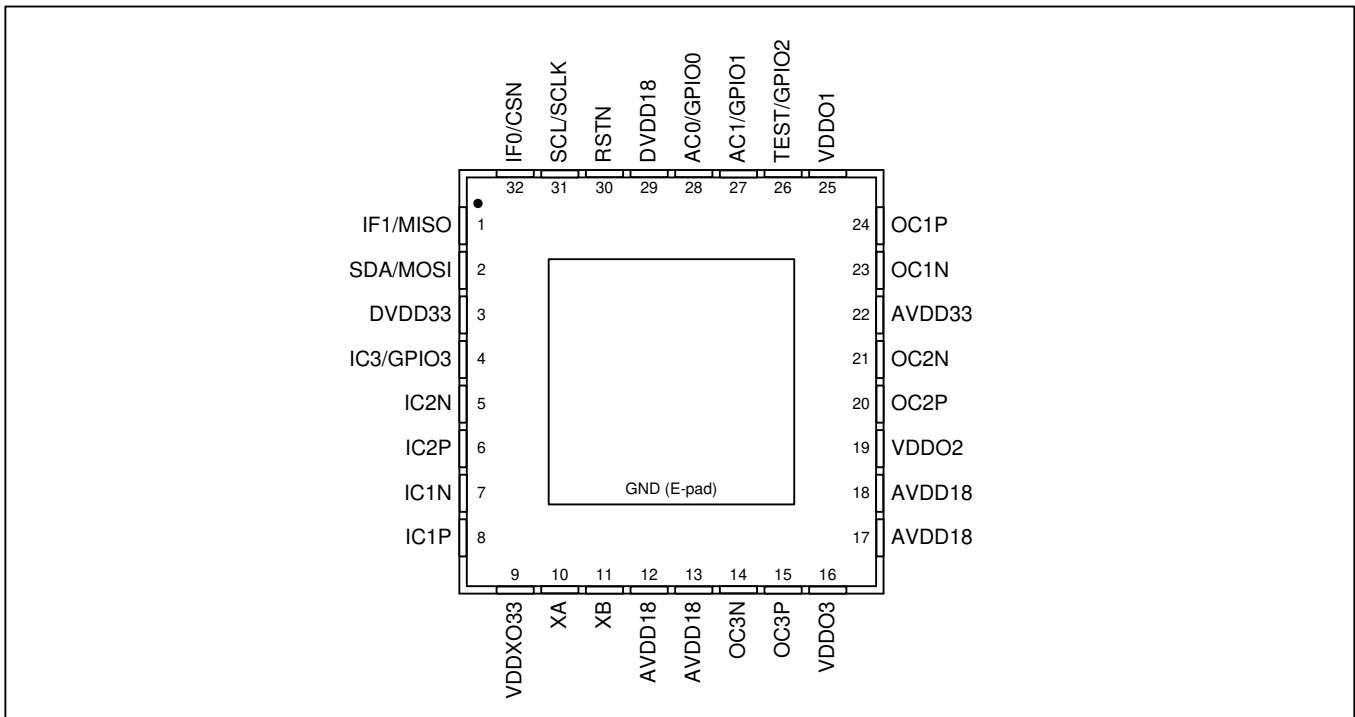 IF0/CSN
SCL/SCLK
RSTN
DVDD18
AC0/GPIO0
AC1/GPIO1
TEST/GPIO2
VDDO1
32 31 30 29 28 27 26 25
IF1/MISO 1
SDA/MOSI 2
DVDD33 3
IC3/GPIO3 4
IC2N 5
IC2P 6
IC1N 7
IC1P 8
24 OC1P
23 OC1N
22 AVDD33
21 OC2N
20 OC2P
19 VDDO2
18 AVDD18
17 AVDD18
GND (E-pad)
9 10 11 12 13 14 15 16
VDDXO33
XA
XB
AVDD18
AVDD18
OC3N
OC3P
VDDO3